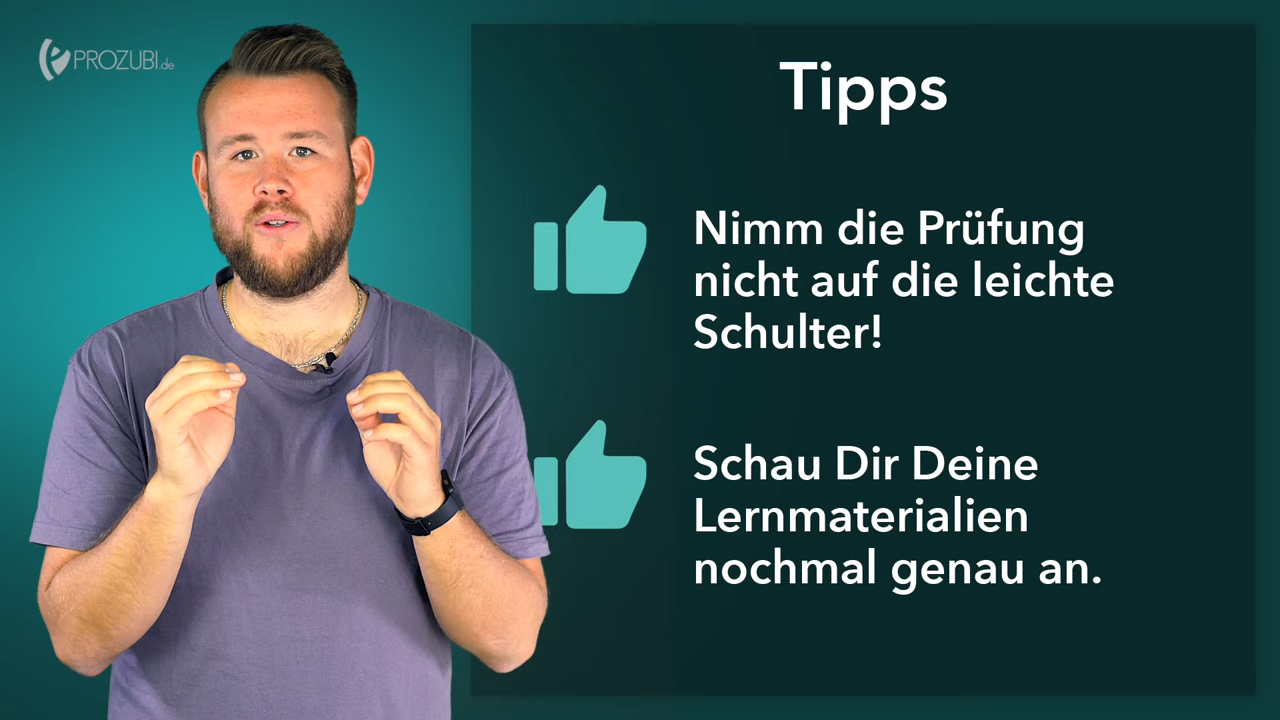 PROZUBI.de
Tipps
Nimm die Prüfung
nicht auf die leichte
Schulter!
Schau Dir Deine
Lernmaterialien
nochmal genau an.